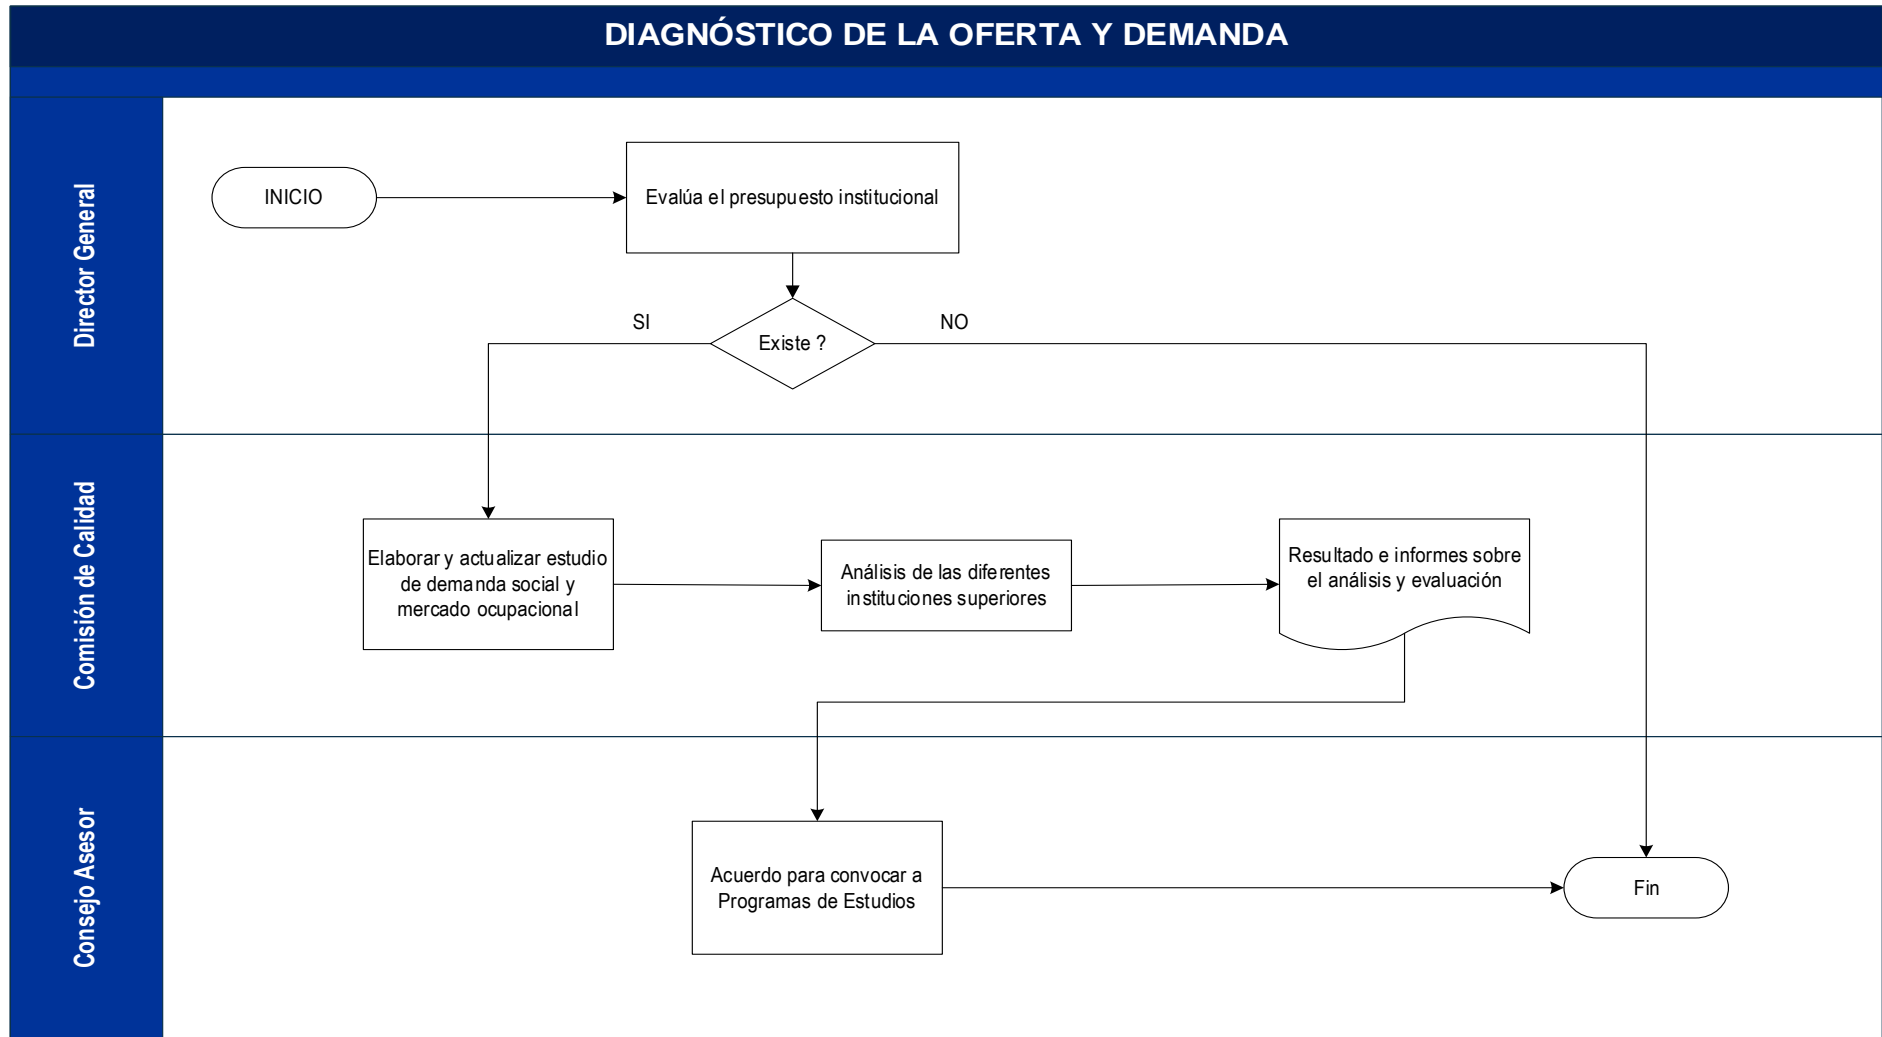 DIAGNÓSTICO DE LA OFERTA Y DEMANDA
Director General
INICIO
Evalúa el presupuesto institucional
SI
NO
Existe ?
Comisión de Calidad
Elaborar y actualizar estudio
de demanda social y
mercado ocupacional
Análisis de las diferentes
instituciones superiores
Resultado e informes sobre
el análisis y evaluación
Consejo Asesor
Acuerdo para convocar a
Programas de Estudios
Fin